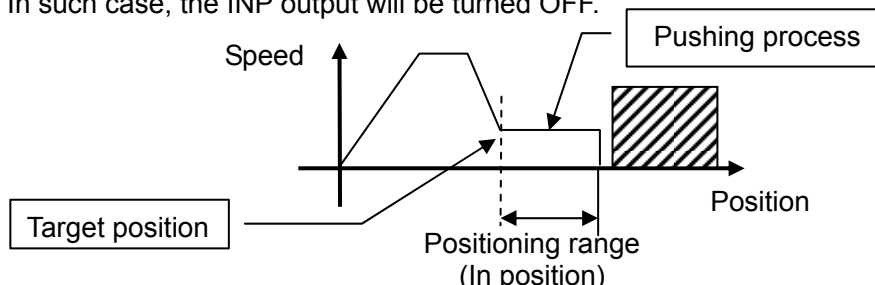 In such case, the INP output will be turned OFF.
Pushing process
Speed
Position
Target position
Positioning range
(In position)